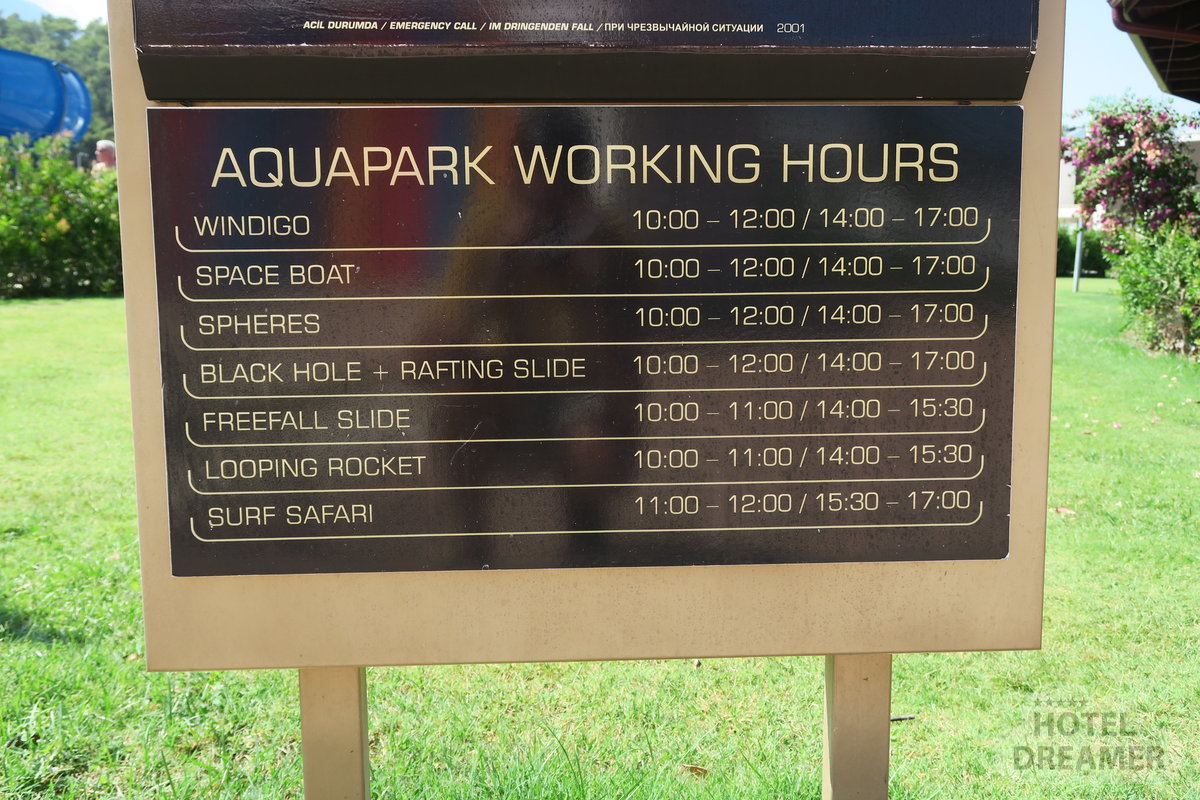 ACİL DURUMDA / EMERGENCY CALL / IM DRINGENDEN FALL / ПРИ ЧРЕЗВЫЧАЙНОЙ СИТУАЦИИ 2001
AQUAPARK WORKING HOURS
WINDIGO 10:00 – 12:00 / 14:00 – 17:00
SPACE BOAT 10:00 – 12:00 / 14:00 – 17:00
SPHERES 10:00 – 12:00 / 14:00 – 17:00
BLACK HOLE + RAFTING SLIDE 10:00 – 12:00 / 14:00 – 17:00
FREEFALL SLIDE 10:00 – 11:00 / 14:00 – 15:30
LOOPING ROCKET 10:00 – 11:00 / 14:00 – 15:30
SURF SAFARI 11:00 – 12:00 / 15:30 – 17:00
HOTEL
DREAMER